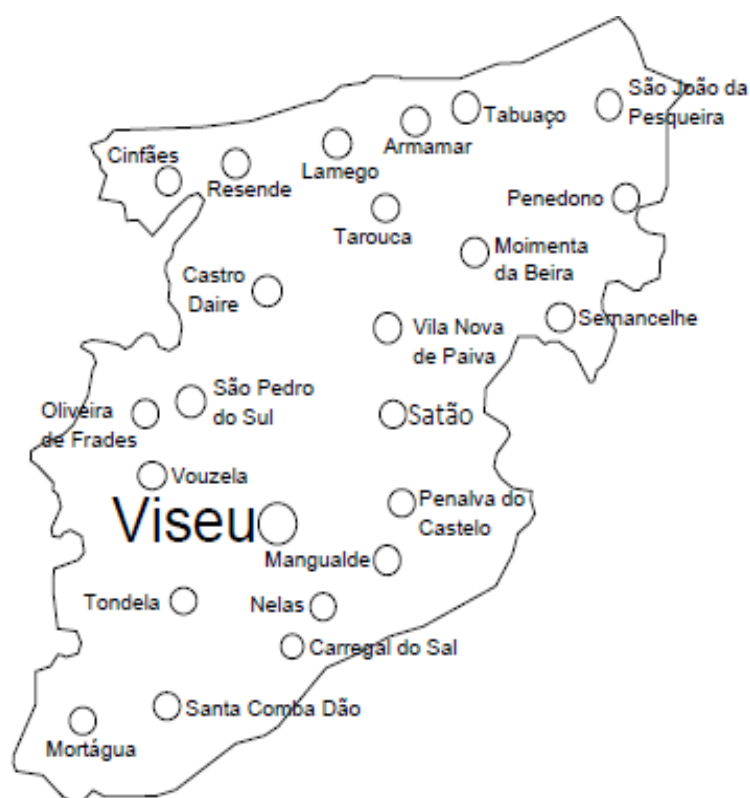 São João da
Pesqueira
Tabuaço
Armamar
Cinfães
Lamego
Resende
Penedono
Tarouca
Moimenta
da Beira
Castro
Daire
Sernancelhe
Vila Nova
de Paiva
São Pedro
do Sul
Oliveira
de Frades
Satão
Vouzela
Penalva do
Castelo
Viseu
Mangualde
Tondela
Nelas
Carregal do Sal
Santa Comba Dão
Mortágua